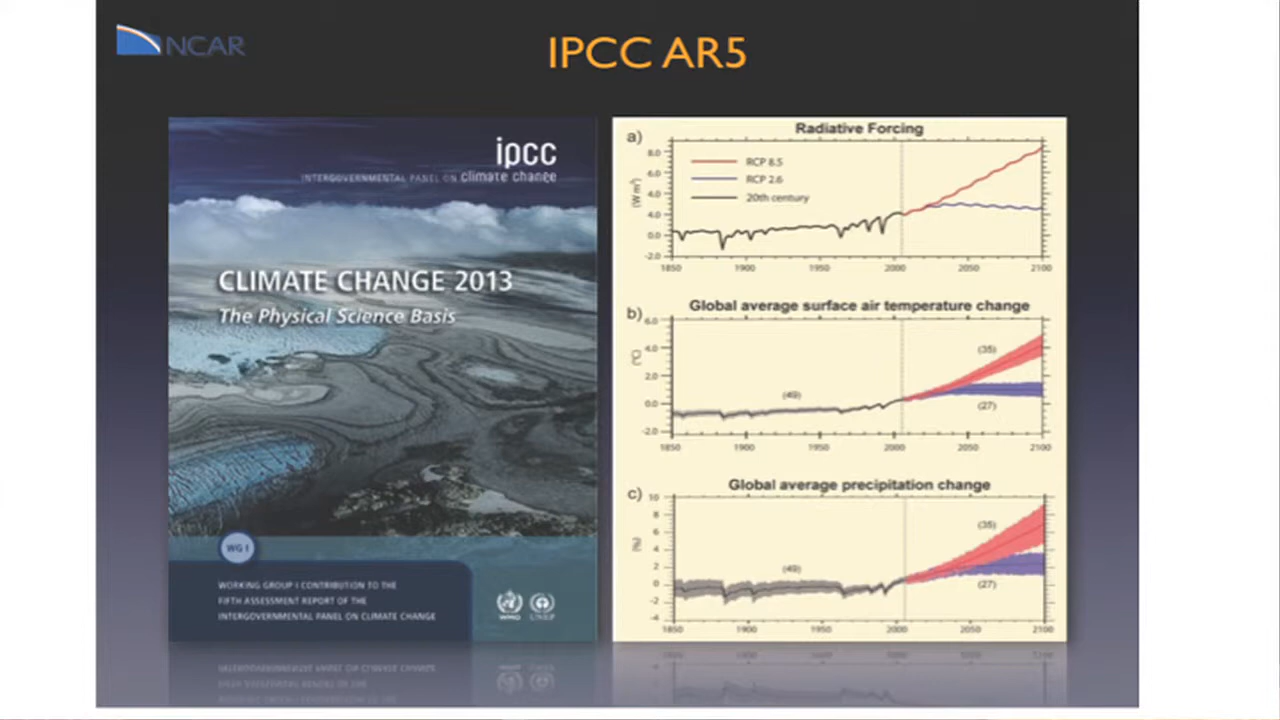 NCAR
IPCC AR5
ipcc
INTERGOVERNMENTAL PANEL ON climate change
CLIMATE CHANGE 2013
The Physical Science Basis
WG I
WORKING GROUP I CONTRIBUTION TO THE
FIFTH ASSESSMENT REPORT OF THE
INTERGOVERNMENTAL PANEL ON CLIMATE CHANGE
WMO UNEP
a) Radiative Forcing
8.0
6.0
4.0
4.0
0.0
-2.0
(W m²)
RCP 8.5
RCP 2.6
20th century
1850 1900 1950 2000 2050 2100
b) Global average surface air temperature change
6.0
4.0
2.0
0.0
-2.0
(°C)
(35)
(49)
(27)
1850 1900 1950 2000 2050 2100
c) Global average precipitation change
10
8
6
4
2
0
-2
-4
(%)
(35)
(49)
(27)
1850 1900 1950 2000 2050 2100